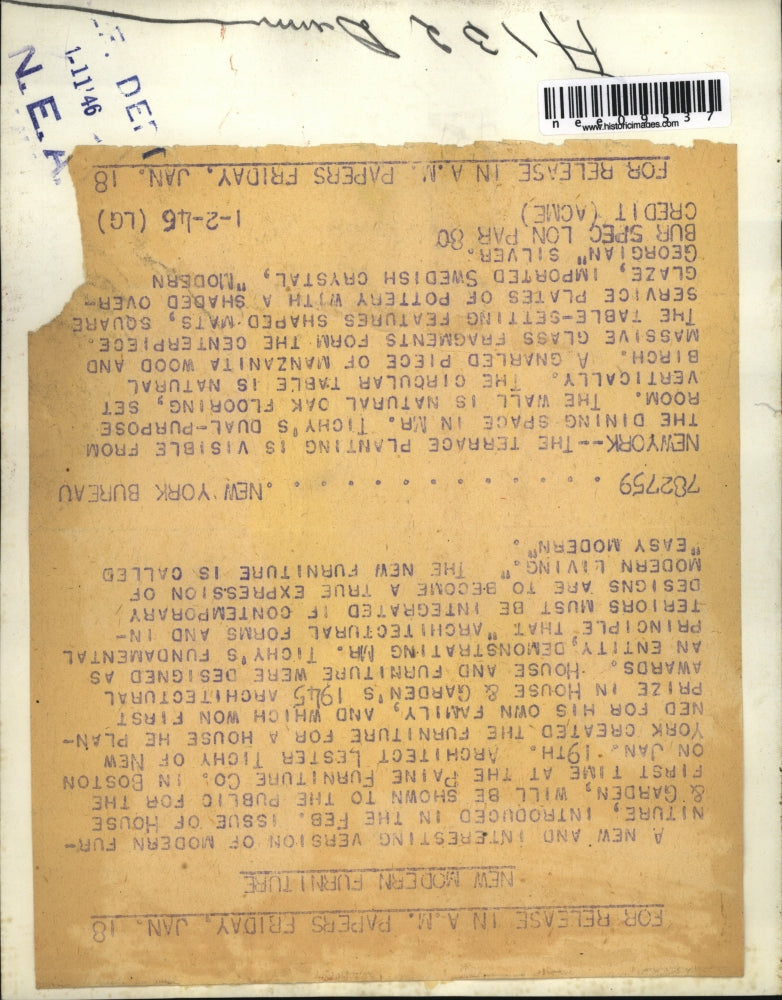 FOR RELEASE IN A.M. PAPERS FRIDAY, JAN. 18
NEW MODERN FURNITURE
A NEW AND INTERESTING VERSION OF MODERN FUR-
NITURE, INTRODUCED IN THE FEB. ISSUE OF HOUSE
& GARDEN, WILL BE SHOWN TO THE PUBLIC FOR THE
FIRST TIME AT THE PAINE FURNITURE CO. IN BOSTON
ON JAN. 19TH. ARCHITECT LESTER TICHY OF NEW
YORK CREATED THE FURNITURE FOR A HOUSE HE PLAN-
NED FOR HIS OWN FAMILY, AND WHICH WON FIRST
PRIZE IN HOUSE & GARDEN'S 1945 ARCHITECTURAL
AWARDS. HOUSE AND FURNITURE WERE DESIGNED AS
AN ENTITY, DEMONSTRATING MR. TICHY'S FUNDAMENTAL
PRINCIPLE THAT "ARCHITECTURAL FORMS AND IN-
TERIORS MUST BE INTEGRATED IF CONTEMPORARY
DESIGNS ARE TO BECOME A TRUE EXPRESSION OF
MODERN LIVING." THE NEW FURNITURE IS CALLED
"EASY MODERN".
782759 . . . . . . . . . . . . . NEW YORK BUREAU
NEWYORK--THE TERRACE PLANTING IS VISIBLE FROM
THE DINING SPACE IN MR. TICHY'S DUAL-PURPOSE
ROOM. THE WALL IS NATURAL OAK FLOORING, SET
VERTICALLY. THE CIRCULAR TABLE IS NATURAL
BIRCH. A GNARLED PIECE OF MANZANITA WOOD AND
MASSIVE GLASS FRAGMENTS FORM THE CENTERPIECE.
THE TABLE-SETTING FEATURES SHAPED MATS, SQUARE
SERVICE PLATES OF POTTERY WITH A SHADED OVER-
GLAZE, IMPORTED SWEDISH CRYSTAL, "MODERN
GEORGIAN" SILVER.
BUR SPEC LON PAR 80
CREDIT (ACME) 1-2-46 (LG)
FOR RELEASE IN A.M. PAPERS FRIDAY, JAN. 18
nee09537
www.historicimages.com
1-11'46
N.E.A.